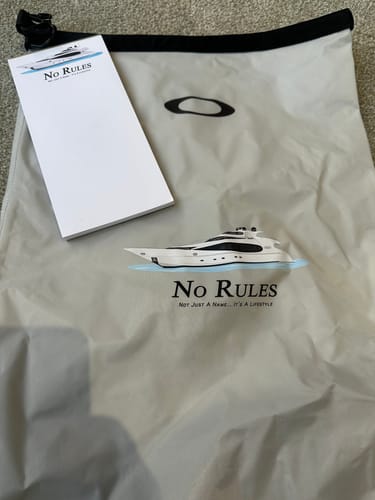 No Rules
No Rules
Not Just A Name... It's A Lifestyle